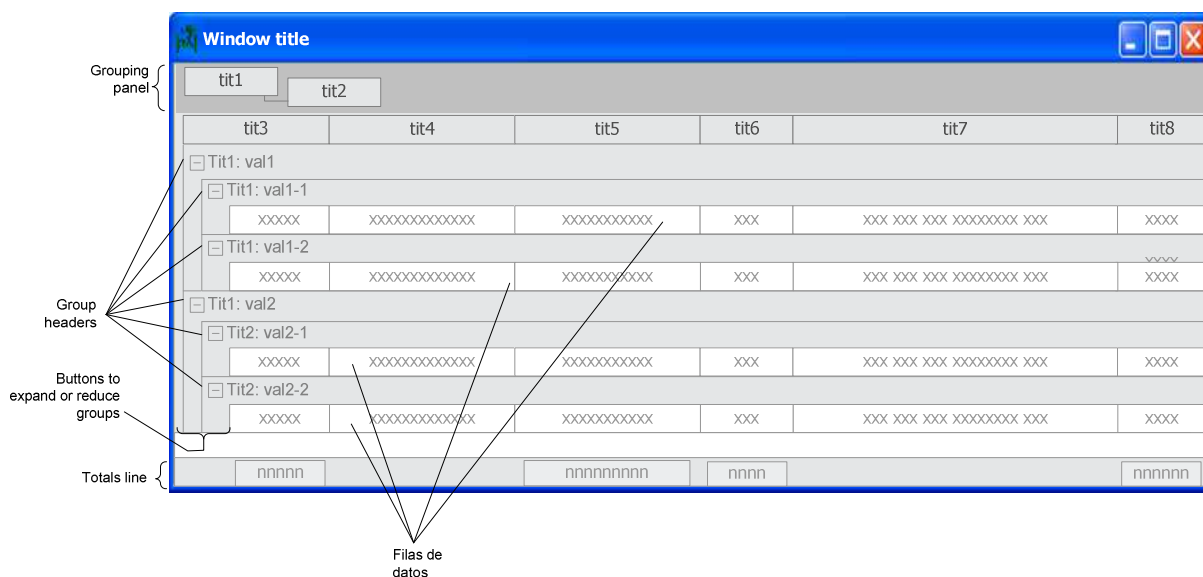 Window title
Grouping
panel
tit1
tit2
tit3 tit4 tit5 tit6 tit7 tit8
Tit1: val1
Tit1: val1-1
XXXXX XXXXXXXXXXXXX XXXXXXXXXXX XXX XXX XXX XXX XXXXXXXX XXX XXXX
Tit1: val1-2
XXXX
XXXXX XXXXXXXXXXXXX XXXXXXXXXXX XXX XXX XXX XXX XXXXXXXX XXX XXXX
Group
headers
Tit1: val2
Tit2: val2-1
XXXXX XXXXXXXXXXXXX XXXXXXXXXXX XXX XXX XXX XXX XXXXXXXX XXX XXXX
Buttons to
expand or reduce
groups
Tit2: val2-2
XXXXX XXXXXXXXXXXXX XXXXXXXXXXX XXX XXX XXX XXX XXXXXXXX XXX XXXX
Totals line
nnnnn nnnnnnnnn nnnn nnnnnn
Filas de
datos